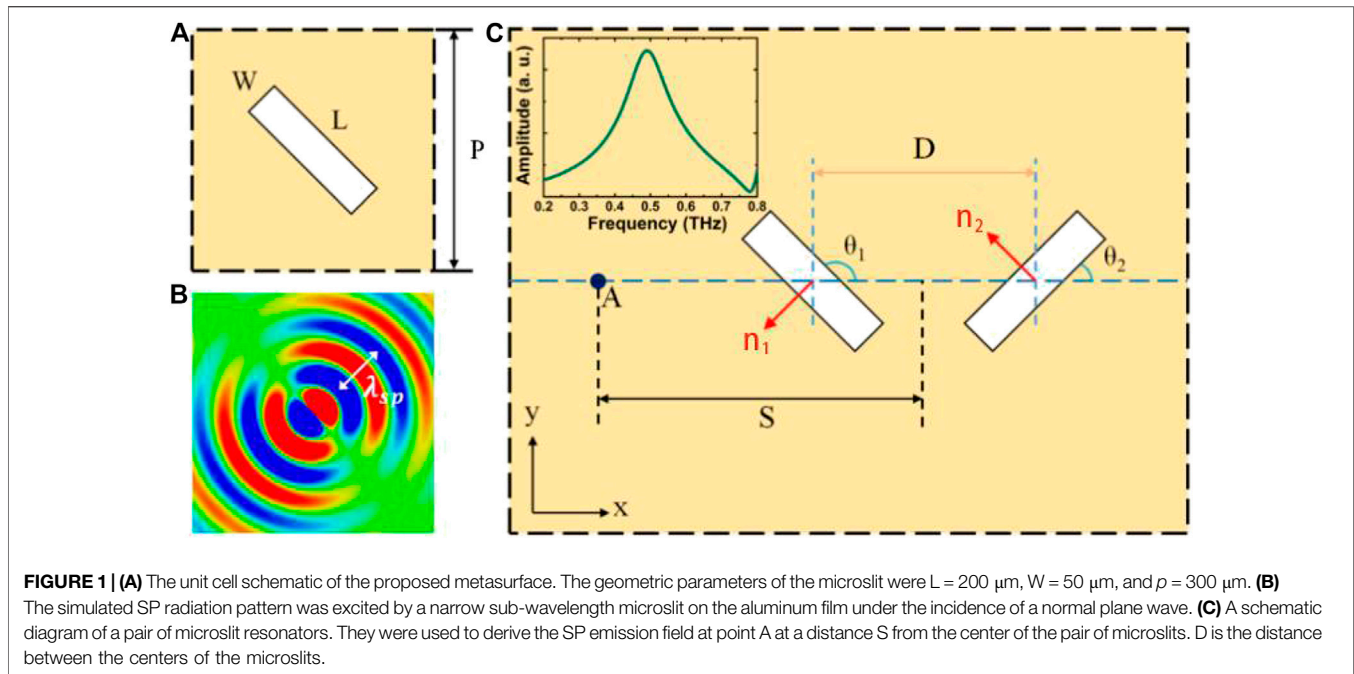 A
W
L
P
B
λsp
C
Amplitude (a. u.)
0.2 0.3 0.4 0.5 0.6 0.7 0.8
Frequency (THz)
D
n2
θ1
θ2
A
n1
S
y
x
FIGURE 1 | (A) The unit cell schematic of the proposed metasurface. The geometric parameters of the microslit were L = 200 μm, W = 50 μm, and p = 300 μm. (B)
The simulated SP radiation pattern was excited by a narrow sub-wavelength microslit on the aluminum film under the incidence of a normal plane wave. (C) A schematic
diagram of a pair of microslit resonators. They were used to derive the SP emission field at point A at a distance S from the center of the pair of microslits. D is the distance
between the centers of the microslits.